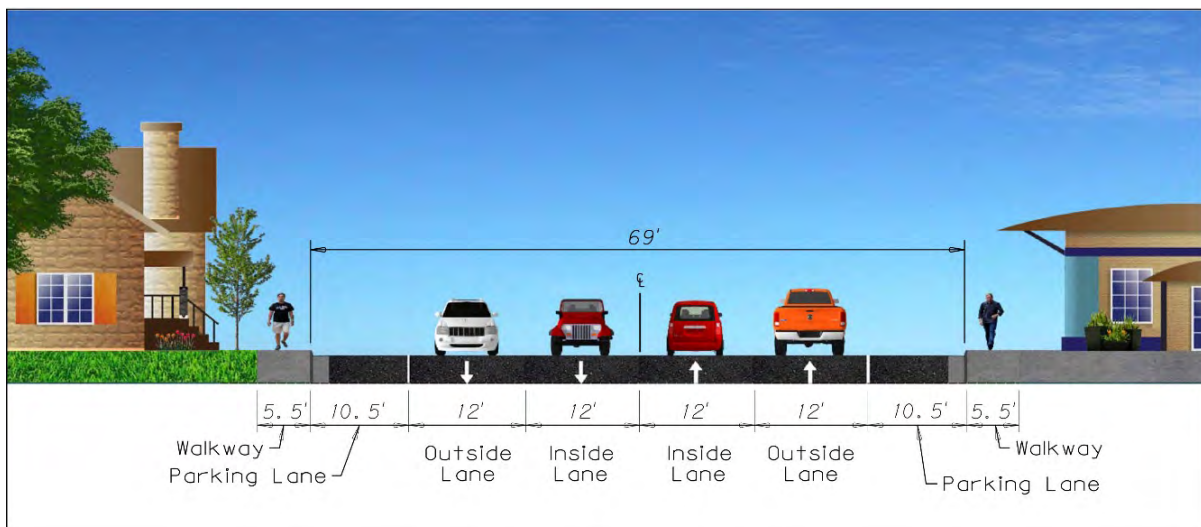 69'
℄
5.5' 10.5' 12' 12' 12' 12' 10.5' 5.5'
Walkway
Parking Lane
Outside
Lane
Inside
Lane
Inside
Lane
Outside
Lane
Walkway
Parking Lane